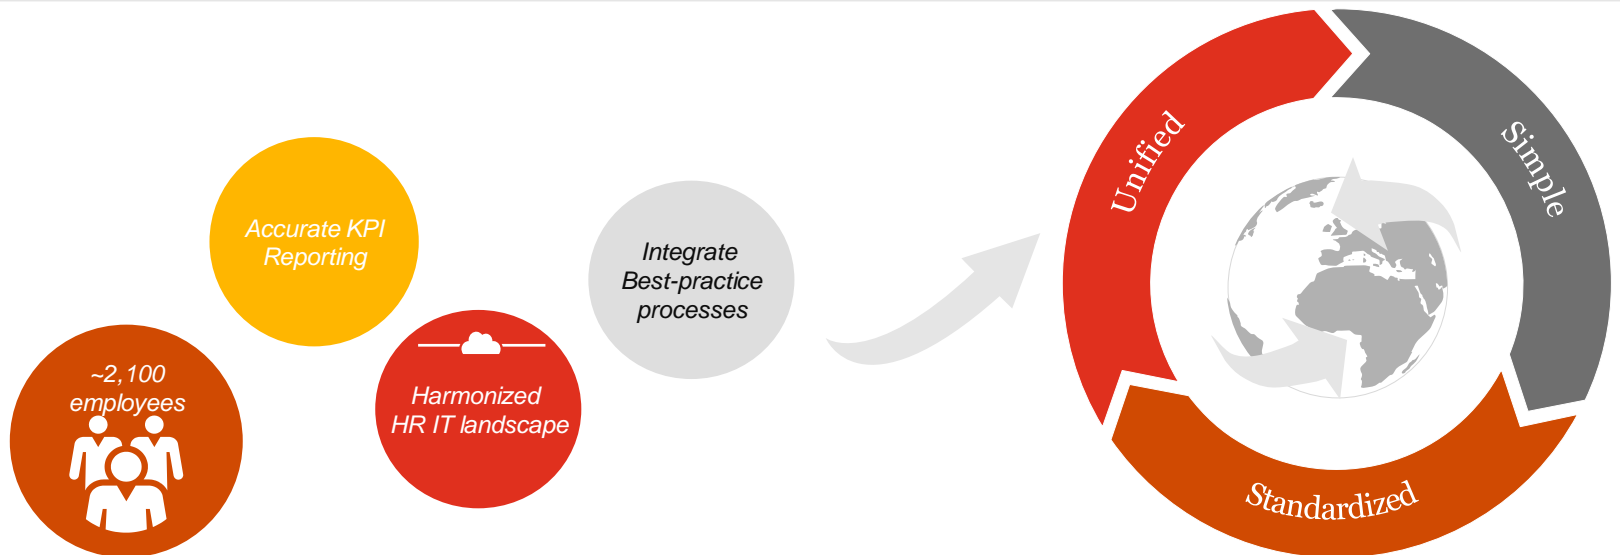 ~2,100
employees
Accurate KPI
Reporting
Harmonized
HR IT landscape
Integrate
Best-practice
processes
Unified
Simple
Standardized